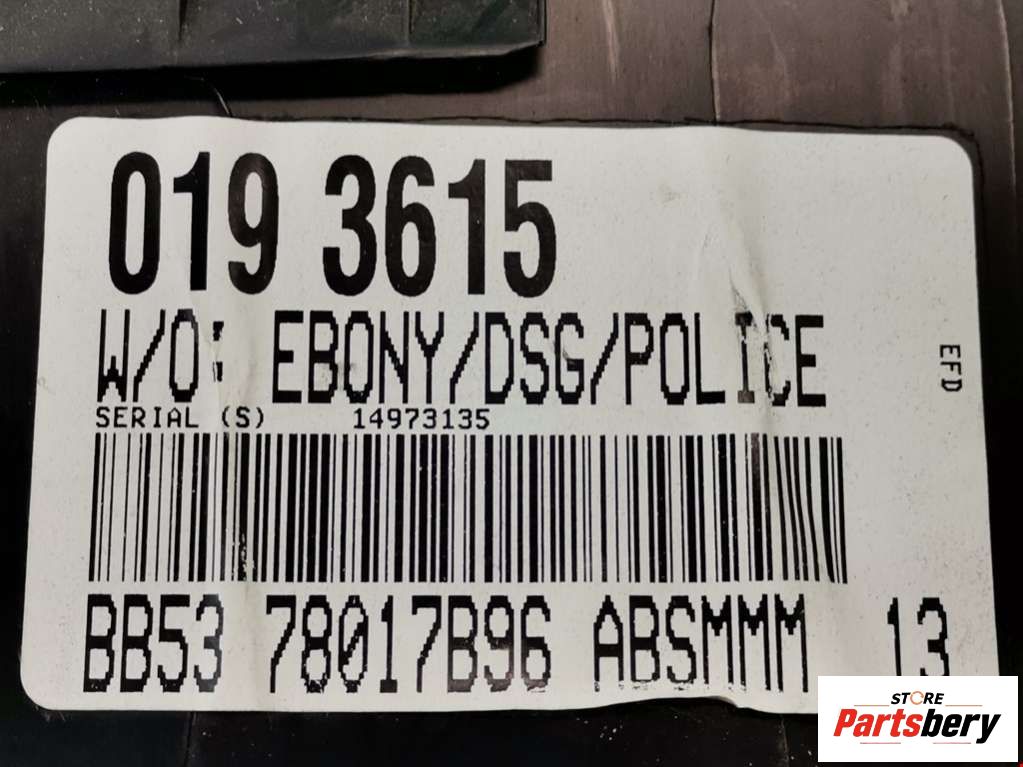 019 3615
W/O: EBONY/DSG/POLICE
EFD
SERIAL (S) 14973135
BB53 78017B96 ABSMMM 13
STORE
Partsbery